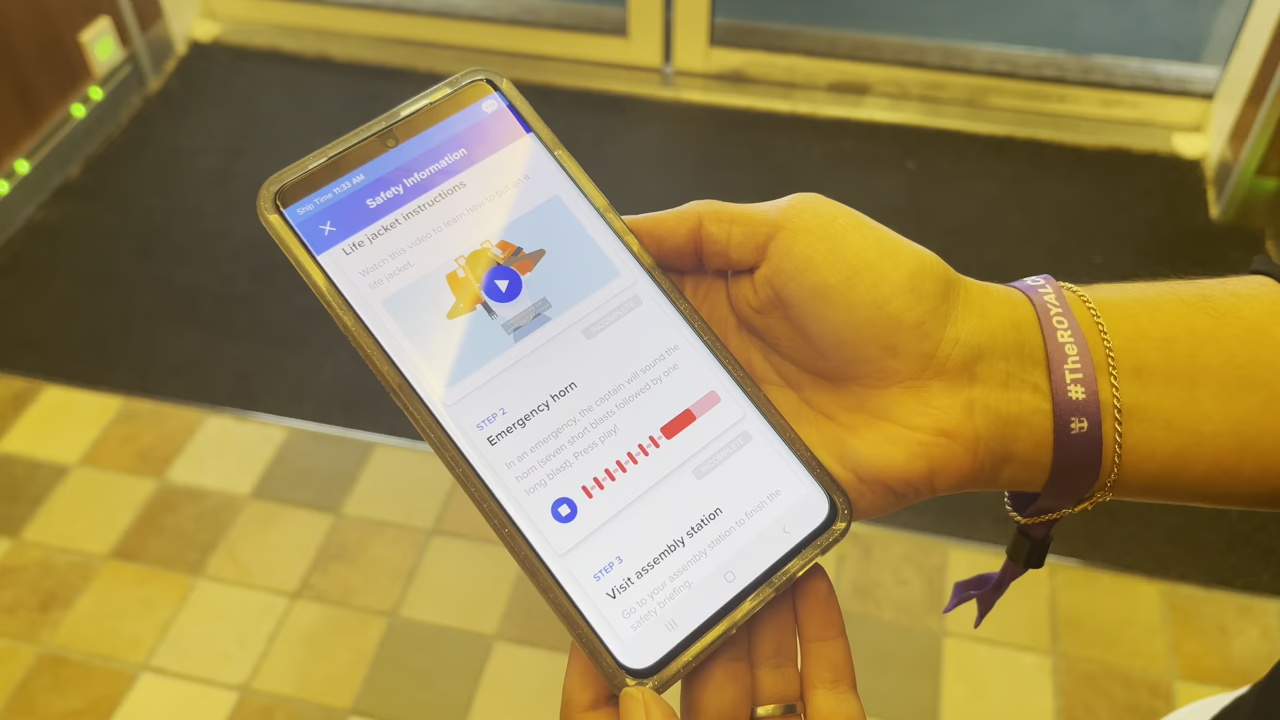 Ship Time 11:33 AM
Safety Information
Life jacket instructions
Watch this video to learn how to put on a
life jacket.
INCOMPLETE
STEP 2
Emergency horn
In an emergency, the captain will sound the
horn (seven short blasts followed by one
long blast). Press play!
INCOMPLETE
STEP 3
Visit assembly station
Go to your assembly station to finish the
safety briefing.
#TheROYALC